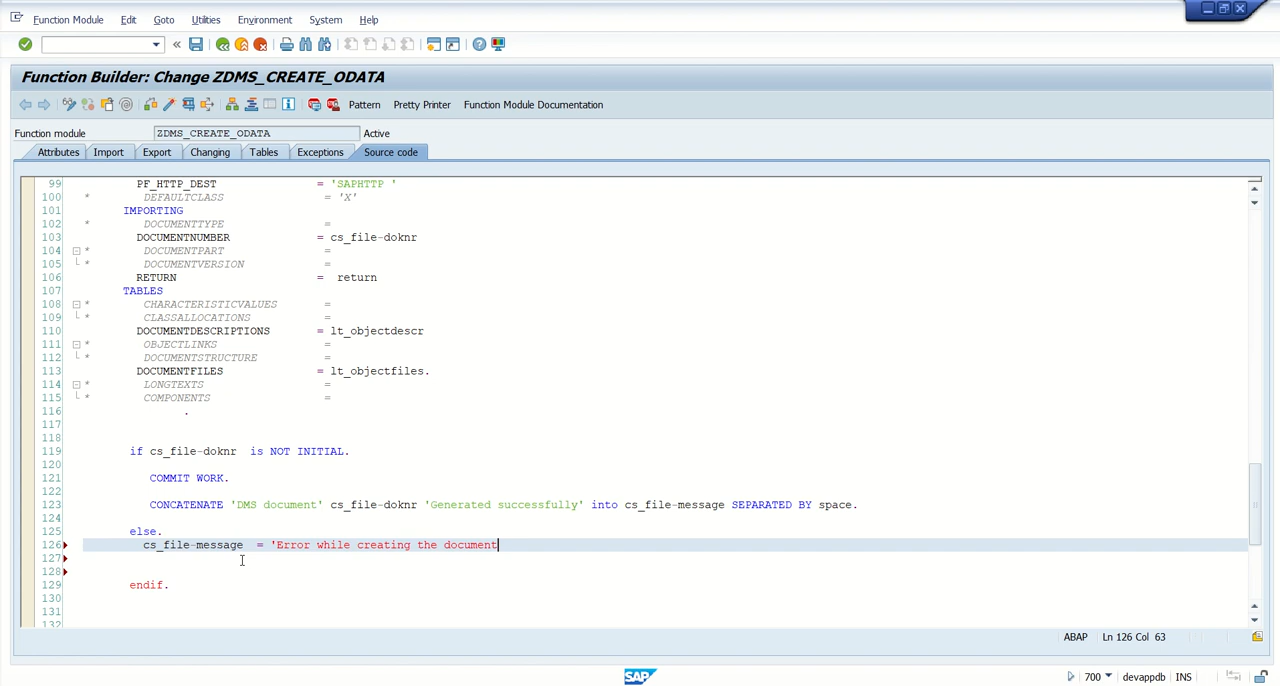 Function Module Edit Goto Utilities Environment System Help
Function Builder: Change ZDMS_CREATE_ODATA
Pattern Pretty Printer Function Module Documentation
Function module ZDMS_CREATE_ODATA Active
Attributes Import Export Changing Tables Exceptions Source code
99 PF_HTTP_DEST = 'SAPHTTP '
100 * DEFAULTCLASS = 'X'
101 IMPORTING
102 * DOCUMENTTYPE =
103 DOCUMENTNUMBER = cs_file-doknr
104 * DOCUMENTPART =
105 * DOCUMENTVERSION =
106 RETURN = return
107 TABLES
108 * CHARACTERISTICVALUES =
109 * CLASSALLOCATIONS =
110 DOCUMENTDESCRIPTIONS = lt_objectdescr
111 * OBJECTLINKS =
112 * DOCUMENTSTRUCTURE =
113 DOCUMENTFILES = lt_objectfiles.
114 * LONGTEXTS =
115 * COMPONENTS =
116 .
117
118
119 if cs_file-doknr is NOT INITIAL.
120
121 COMMIT WORK.
122
123 CONCATENATE 'DMS document' cs_file-doknr 'Generated successfully' into cs_file-message SEPARATED BY space.
124
125 else.
126 cs_file-message = 'Error while creating the document
127
128
129 endif.
130
131
132
ABAP Ln 126 Col 63
SAP 700 devappdb INS